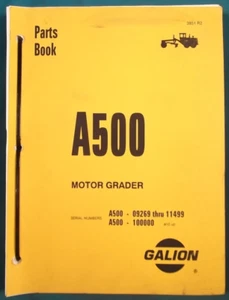 Parts
Book
A500
MOTOR GRADER
SERIAL NUMBERS
A500 - 09269 thru 11499
A500 - 100000
GALION
®